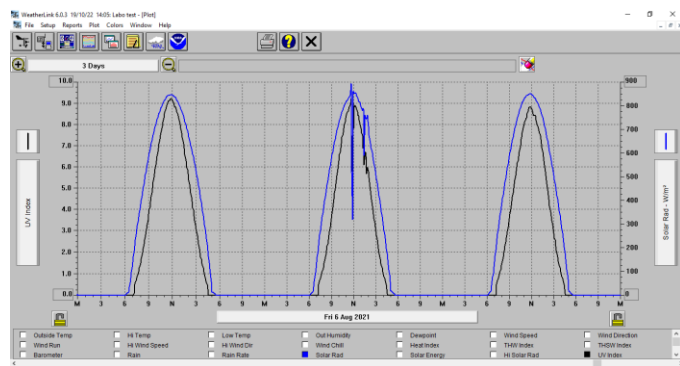 WeatherLink 6.0.3 19/10/22 14:05: Labo test - [Plot]
File Setup Reports Plot Colors Window Help
3 Days
10.0
9.0
8.0
7.0
6.0
5.0
4.0
3.0
2.0
1.0
0.0
UV Index
900
800
700
600
500
400
300
200
100
0
Solar Rad - W/m²
M 3 6 9 N 3 6 9 M 3 6 9 N 3 6 9 M 3 6 9 N 3 6 9 M
Fri 6 Aug 2021
Outside Temp Hi Temp Low Temp Out Humidity Dewpoint Wind Speed Wind Direction
Wind Run Hi Wind Speed Hi Wind Dir Wind Chill Heat Index THW Index THSW Index
Barometer Rain Rain Rate Solar Rad Solar Energy Hi Solar Rad UV Index